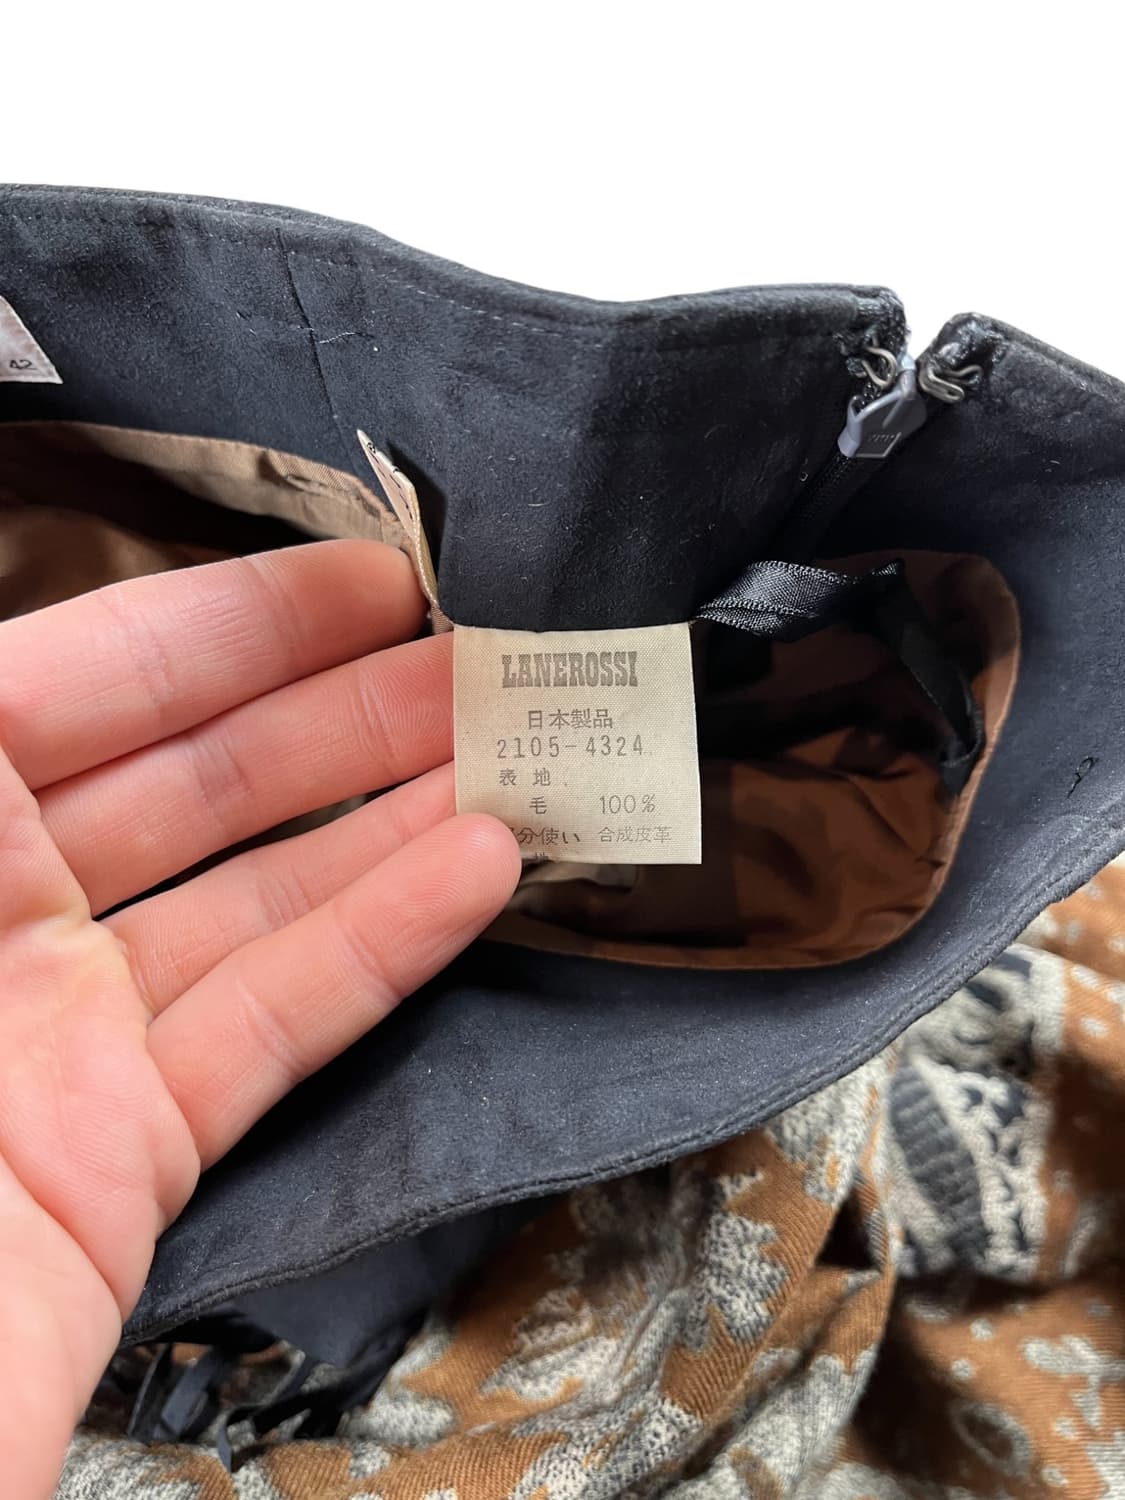 42
LANEROSSI
日本製品
2105-4324
表 地
毛 100%
分使い 合成皮革
地